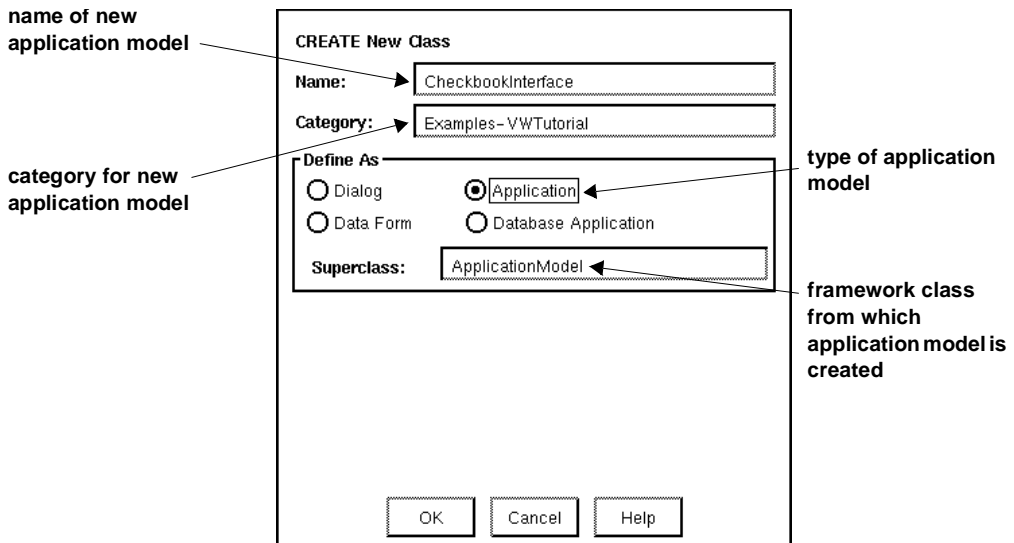 name of new
application model
category for new
application model
CREATE New Class
Name: CheckbookInterface
Category: Examples-VWTutorial
Define As
Dialog Application
Data Form Database Application
Superclass: ApplicationModel
OK Cancel Help
type of application
model
framework class
from which
application model is
created